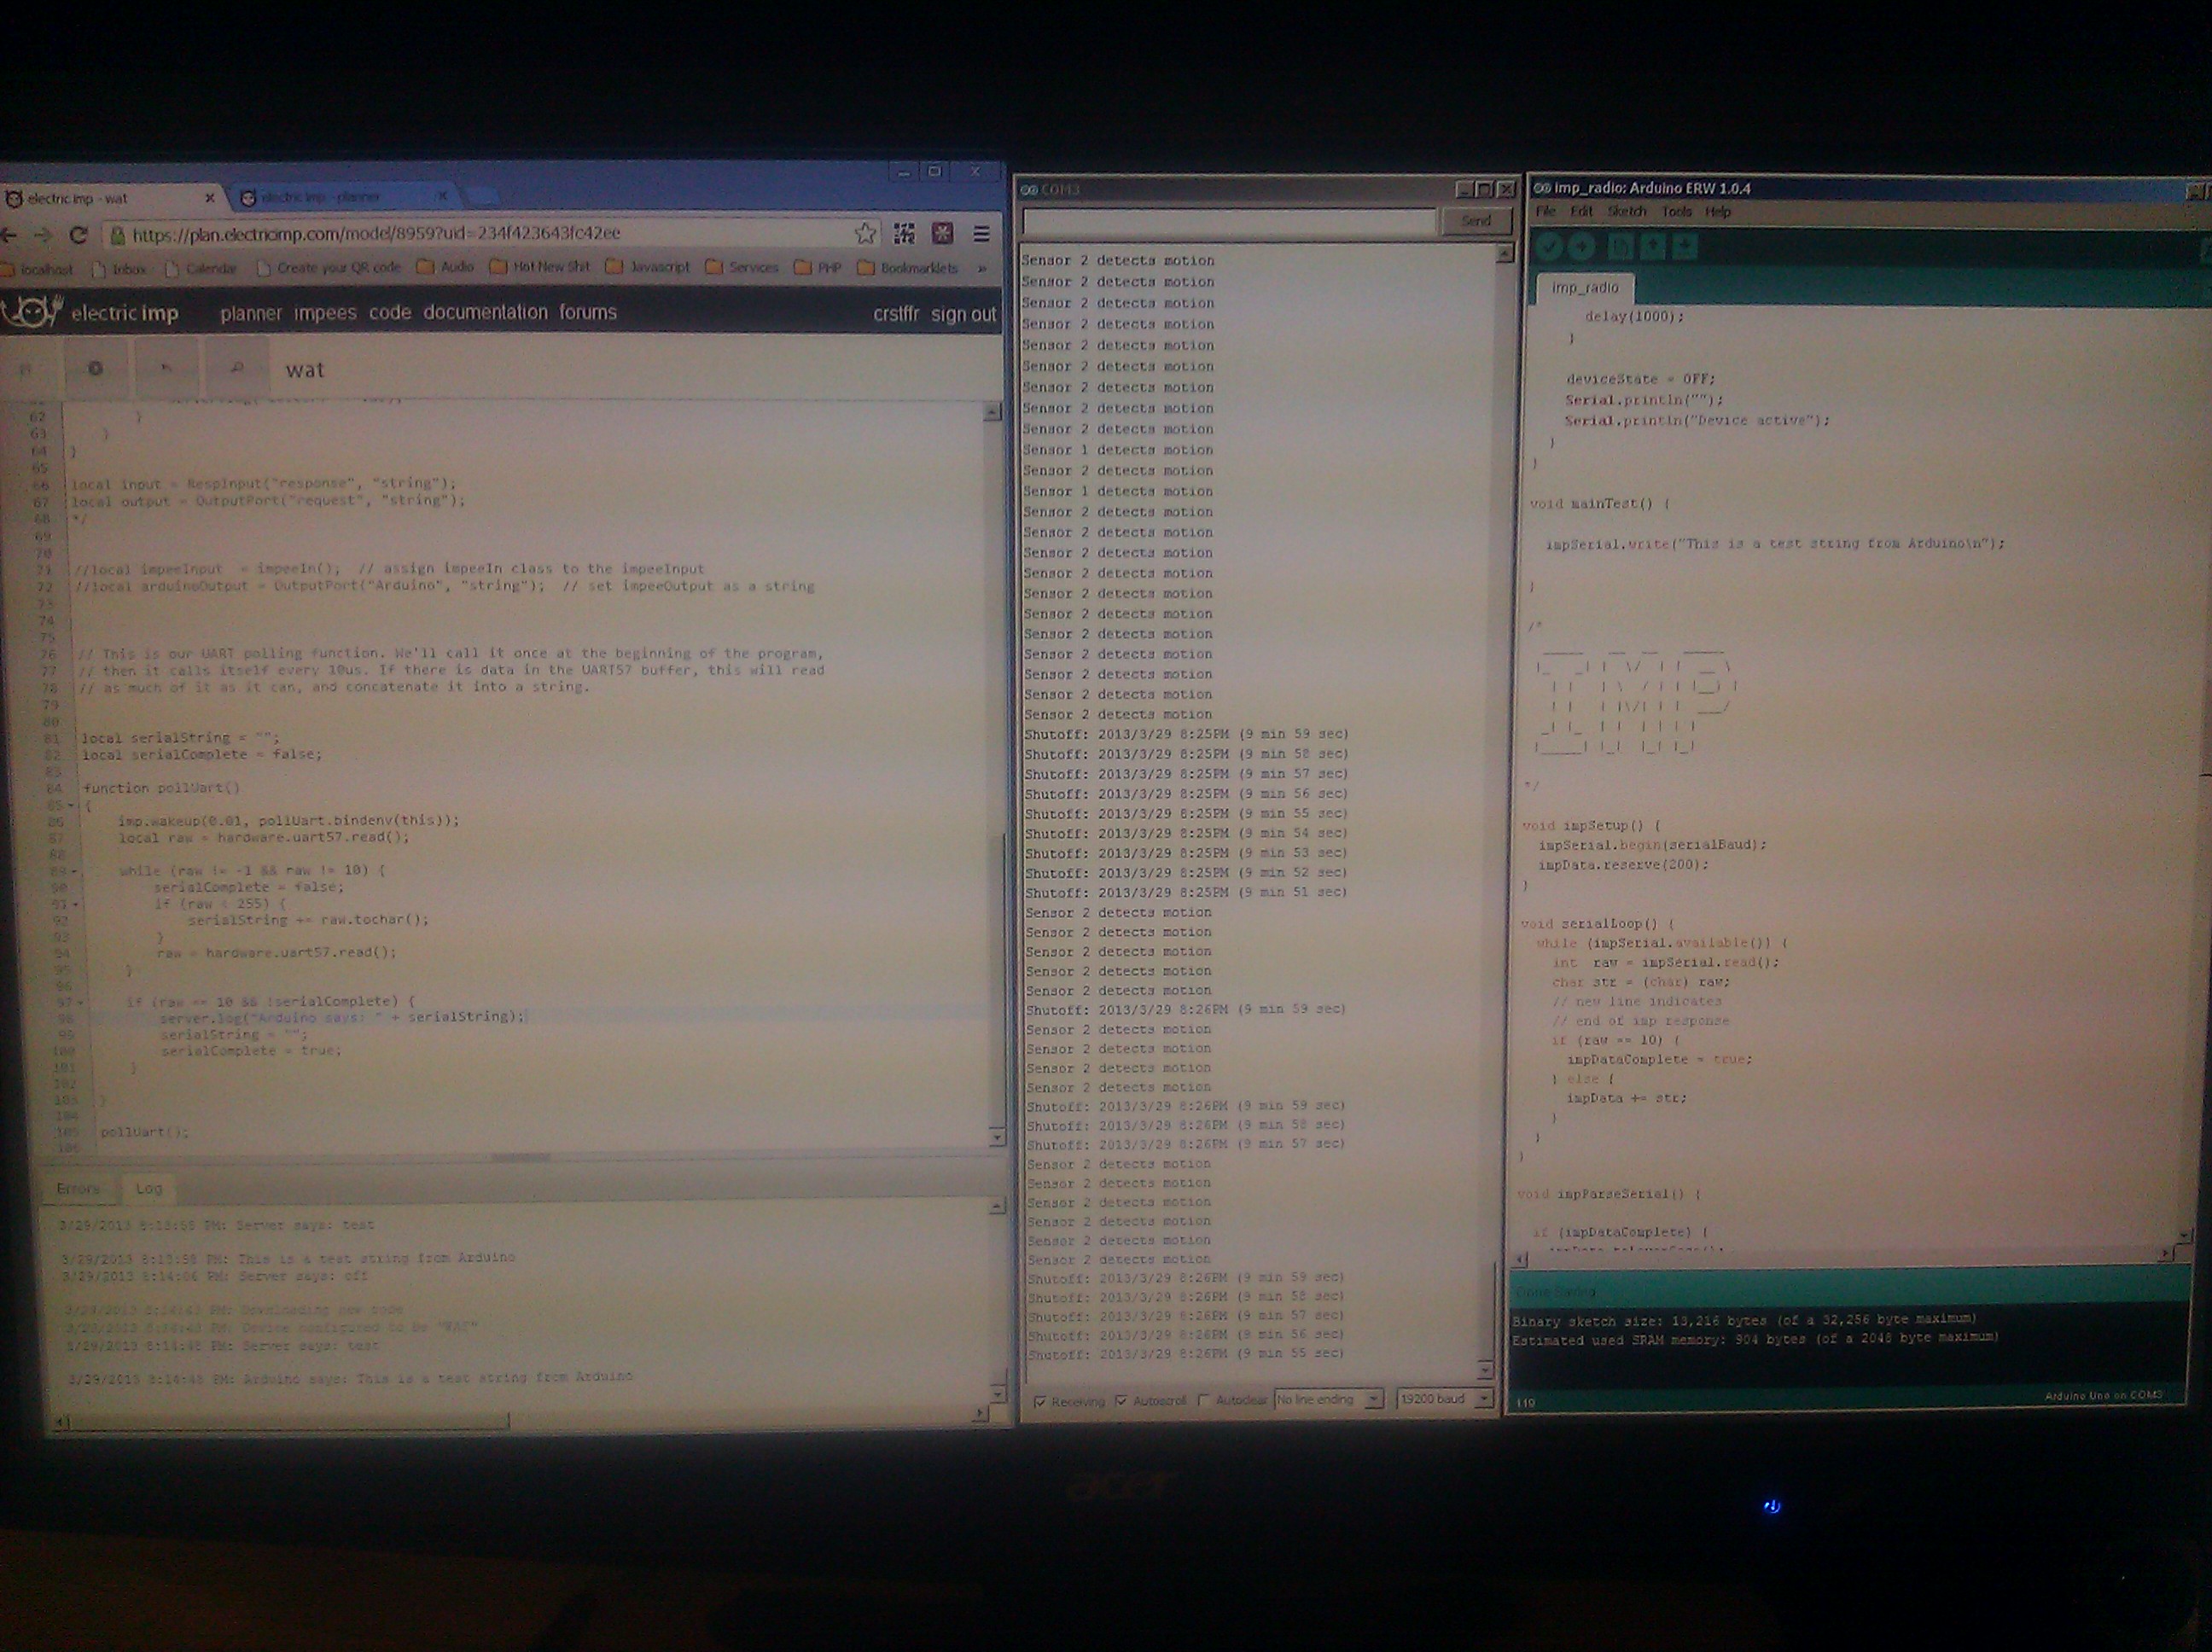 electric imp - wat
electric imp - planner
https://plan.electricimp.com/model/8959?uid=234f423643fc42ee
localhost Inbox Calendar Create your QR code Audio Hot New Shit Javascript Services PHP Bookmarklets »
electric imp planner impees code documentation forums crstffr sign out
wat
62 }
63 }
64 }
65
66 local input = RespInput("response", "string");
67 local output = OutputPort("request", "string");
68 */
69
70
71 //local impeeInput = impeeIn(); // assign impeeIn class to the impeeInput
72 //local arduinoOutput = OutputPort("Arduino", "string"); // set impeeOutput as a string
73
74
75
76 // This is our UART polling function. We'll call it once at the beginning of the program,
77 // then it calls itself every 10us. If there is data in the UART57 buffer, this will read
78 // as much of it as it can, and concatenate it into a string.
79
80
81 local serialString = "";
82 local serialComplete = false;
83
84 function pollUart()
85 {
86 imp.wakeup(0.01, pollUart.bindenv(this));
87 local raw = hardware.uart57.read();
88
89 while (raw != -1 && raw != 10) {
90 serialComplete = false;
91 if (raw < 255) {
92 serialString += raw.tochar();
93 }
94 raw = hardware.uart57.read();
95 }
96
97 if (raw == 10 && !serialComplete) {
98 server.log("Arduino says: " + serialString);
99 serialString = "";
100 serialComplete = true;
101 }
102
103 }
104
105 pollUart();
106
Errors Log
3/29/2013 8:13:58 PM: Server says: test
3/29/2013 8:13:58 PM: This is a test string from Arduino
3/29/2013 8:14:06 PM: Server says: off
Downloading new code
Device configured to be "wat"
3/29/2013 8:14:48 PM: Server says: test
3/29/2013 8:14:48 PM: Arduino says: This is a test string from Arduino
COM3
Send
Sensor 2 detects motion
Sensor 2 detects motion
Sensor 2 detects motion
Sensor 2 detects motion
Sensor 2 detects motion
Sensor 2 detects motion
Sensor 2 detects motion
Sensor 2 detects motion
Sensor 2 detects motion
Sensor 1 detects motion
Sensor 2 detects motion
Sensor 1 detects motion
Sensor 2 detects motion
Sensor 2 detects motion
Sensor 2 detects motion
Sensor 2 detects motion
Sensor 2 detects motion
Sensor 2 detects motion
Sensor 2 detects motion
Sensor 2 detects motion
Sensor 2 detects motion
Sensor 2 detects motion
Sensor 2 detects motion
Shutoff: 2013/3/29 8:25PM (9 min 59 sec)
Shutoff: 2013/3/29 8:25PM (9 min 58 sec)
Shutoff: 2013/3/29 8:25PM (9 min 57 sec)
Shutoff: 2013/3/29 8:25PM (9 min 56 sec)
Shutoff: 2013/3/29 8:25PM (9 min 55 sec)
Shutoff: 2013/3/29 8:25PM (9 min 54 sec)
Shutoff: 2013/3/29 8:25PM (9 min 53 sec)
Shutoff: 2013/3/29 8:25PM (9 min 52 sec)
Shutoff: 2013/3/29 8:25PM (9 min 51 sec)
Sensor 2 detects motion
Sensor 2 detects motion
Sensor 2 detects motion
Sensor 2 detects motion
Sensor 2 detects motion
Shutoff: 2013/3/29 8:26PM (9 min 59 sec)
Sensor 2 detects motion
Sensor 2 detects motion
Sensor 2 detects motion
Sensor 2 detects motion
Shutoff: 2013/3/29 8:26PM (9 min 59 sec)
Shutoff: 2013/3/29 8:26PM (9 min 58 sec)
Shutoff: 2013/3/29 8:26PM (9 min 57 sec)
Sensor 2 detects motion
Sensor 2 detects motion
Sensor 2 detects motion
Sensor 2 detects motion
Sensor 2 detects motion
Sensor 2 detects motion
Shutoff: 2013/3/29 8:26PM (9 min 59 sec)
Shutoff: 2013/3/29 8:26PM (9 min 58 sec)
Shutoff: 2013/3/29 8:26PM (9 min 57 sec)
Shutoff: 2013/3/29 8:26PM (9 min 56 sec)
Shutoff: 2013/3/29 8:26PM (9 min 55 sec)
Receiving Autoscroll Autoclear No line ending 19200 baud
imp_radio: Arduino ERW 1.0.4
File Edit Sketch Tools Help
imp_radio
delay(1000);
}
deviceState = OFF;
Serial.println("");
Serial.println("Device active");
}
}
void mainTest() {
impSerial.write("This is a test string from Arduino\n");
}
/*
IMP
*/
void impSetup() {
impSerial.begin(serialBaud);
impData.reserve(200);
}
void serialLoop() {
while (impSerial.available()) {
int raw = impSerial.read();
char str = (char) raw;
// new line indicates
// end of imp response
if (raw == 10) {
impDataComplete = true;
} else {
impData += str;
}
}
}
void impParseSerial() {
if (impDataComplete) {
Done Saving
Binary sketch size: 13,216 bytes (of a 32,256 byte maximum)
Estimated used SRAM memory: 904 bytes (of a 2048 byte maximum)
119
Arduino Uno on COM3
acer